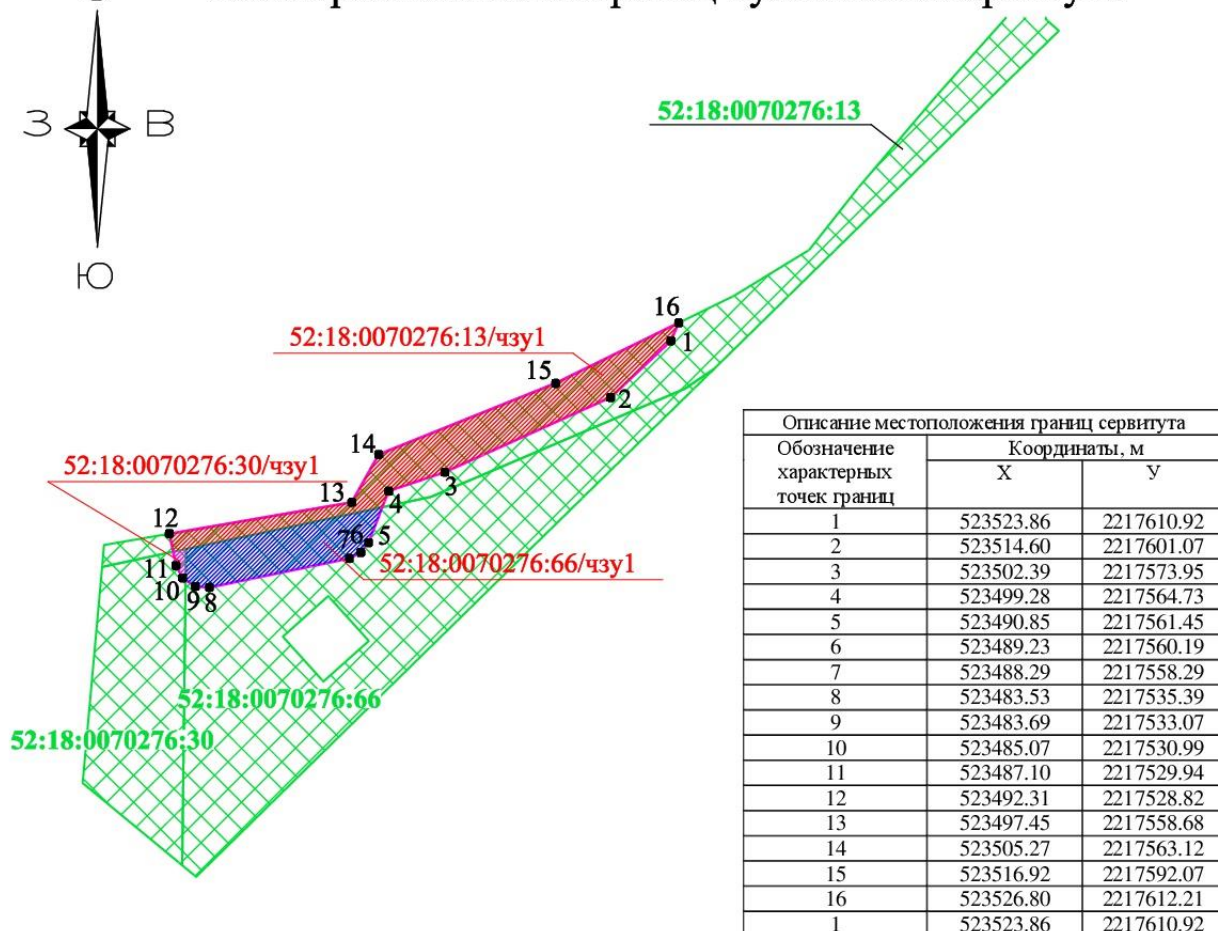 З В
Ю
52:18:0070276:13
16
52:18:0070276:13/чзу1
1
15
2
14
52:18:0070276:30/чзу1
3
13
4
12
5
6
7
52:18:0070276:66/чзу1
11
10
9
8
52:18:0070276:66
52:18:0070276:30
Описание местоположения границ сервитута
Обозначение характерных точек границ
Координаты, м
X У
1 523523.86 2217610.92
2 523514.60 2217601.07
3 523502.39 2217573.95
4 523499.28 2217564.73
5 523490.85 2217561.45
6 523489.23 2217560.19
7 523488.29 2217558.29
8 523483.53 2217535.39
9 523483.69 2217533.07
10 523485.07 2217530.99
11 523487.10 2217529.94
12 523492.31 2217528.82
13 523497.45 2217558.68
14 523505.27 2217563.12
15 523516.92 2217592.07
16 523526.80 2217612.21
1 523523.86 2217610.92